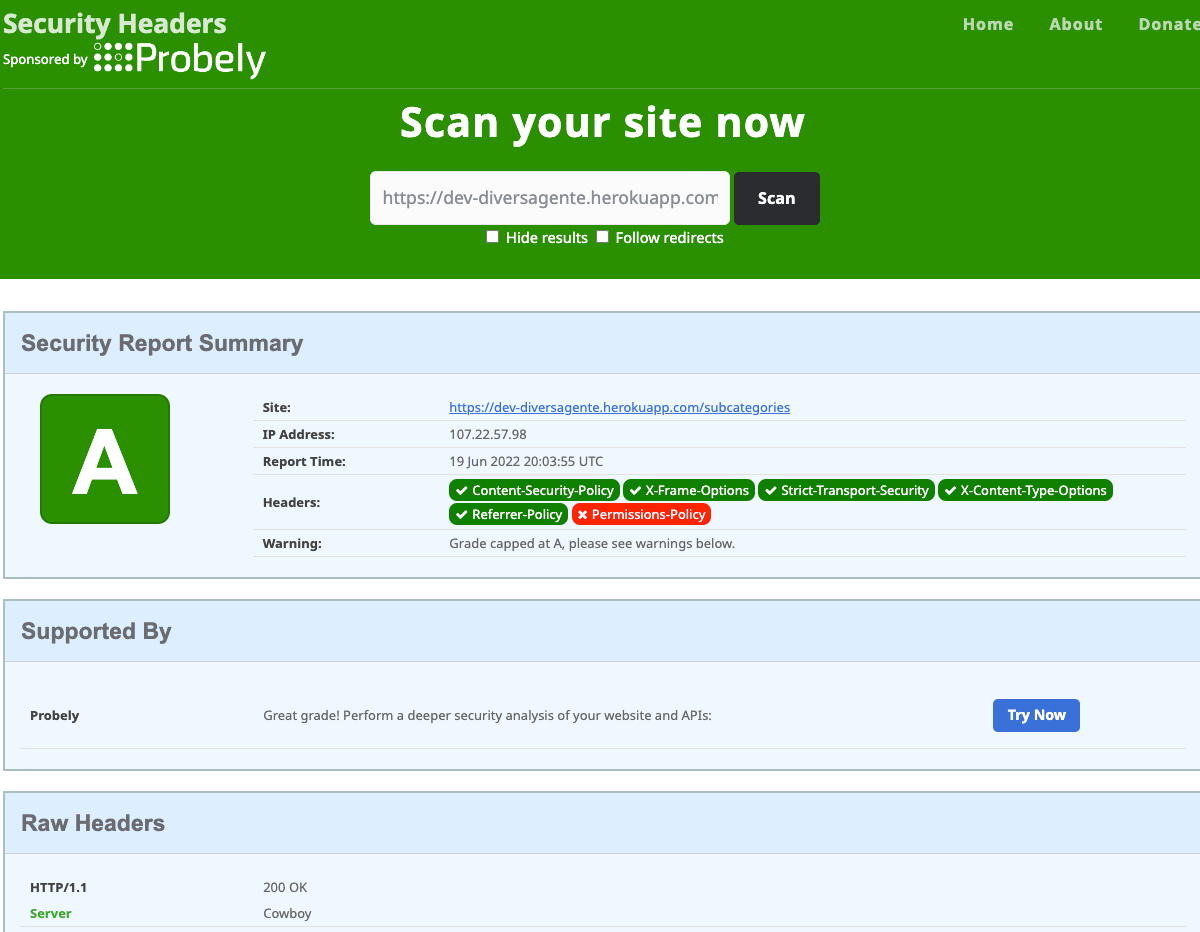 Security Headers
Home About Donate
Sponsored by Probely
Scan your site now
https://dev-diversagente.herokuapp.com
Scan
Hide results Follow redirects
Security Report Summary
A
Site: https://dev-diversagente.herokuapp.com/subcategories
IP Address: 107.22.57.98
Report Time: 19 Jun 2022 20:03:55 UTC
Headers: Content-Security-Policy X-Frame-Options Strict-Transport-Security X-Content-Type-Options
Referrer-Policy Permissions-Policy
Warning: Grade capped at A, please see warnings below.
Supported By
Probely Great grade! Perform a deeper security analysis of your website and APIs: Try Now
Raw Headers
HTTP/1.1 200 OK
Server Cowboy